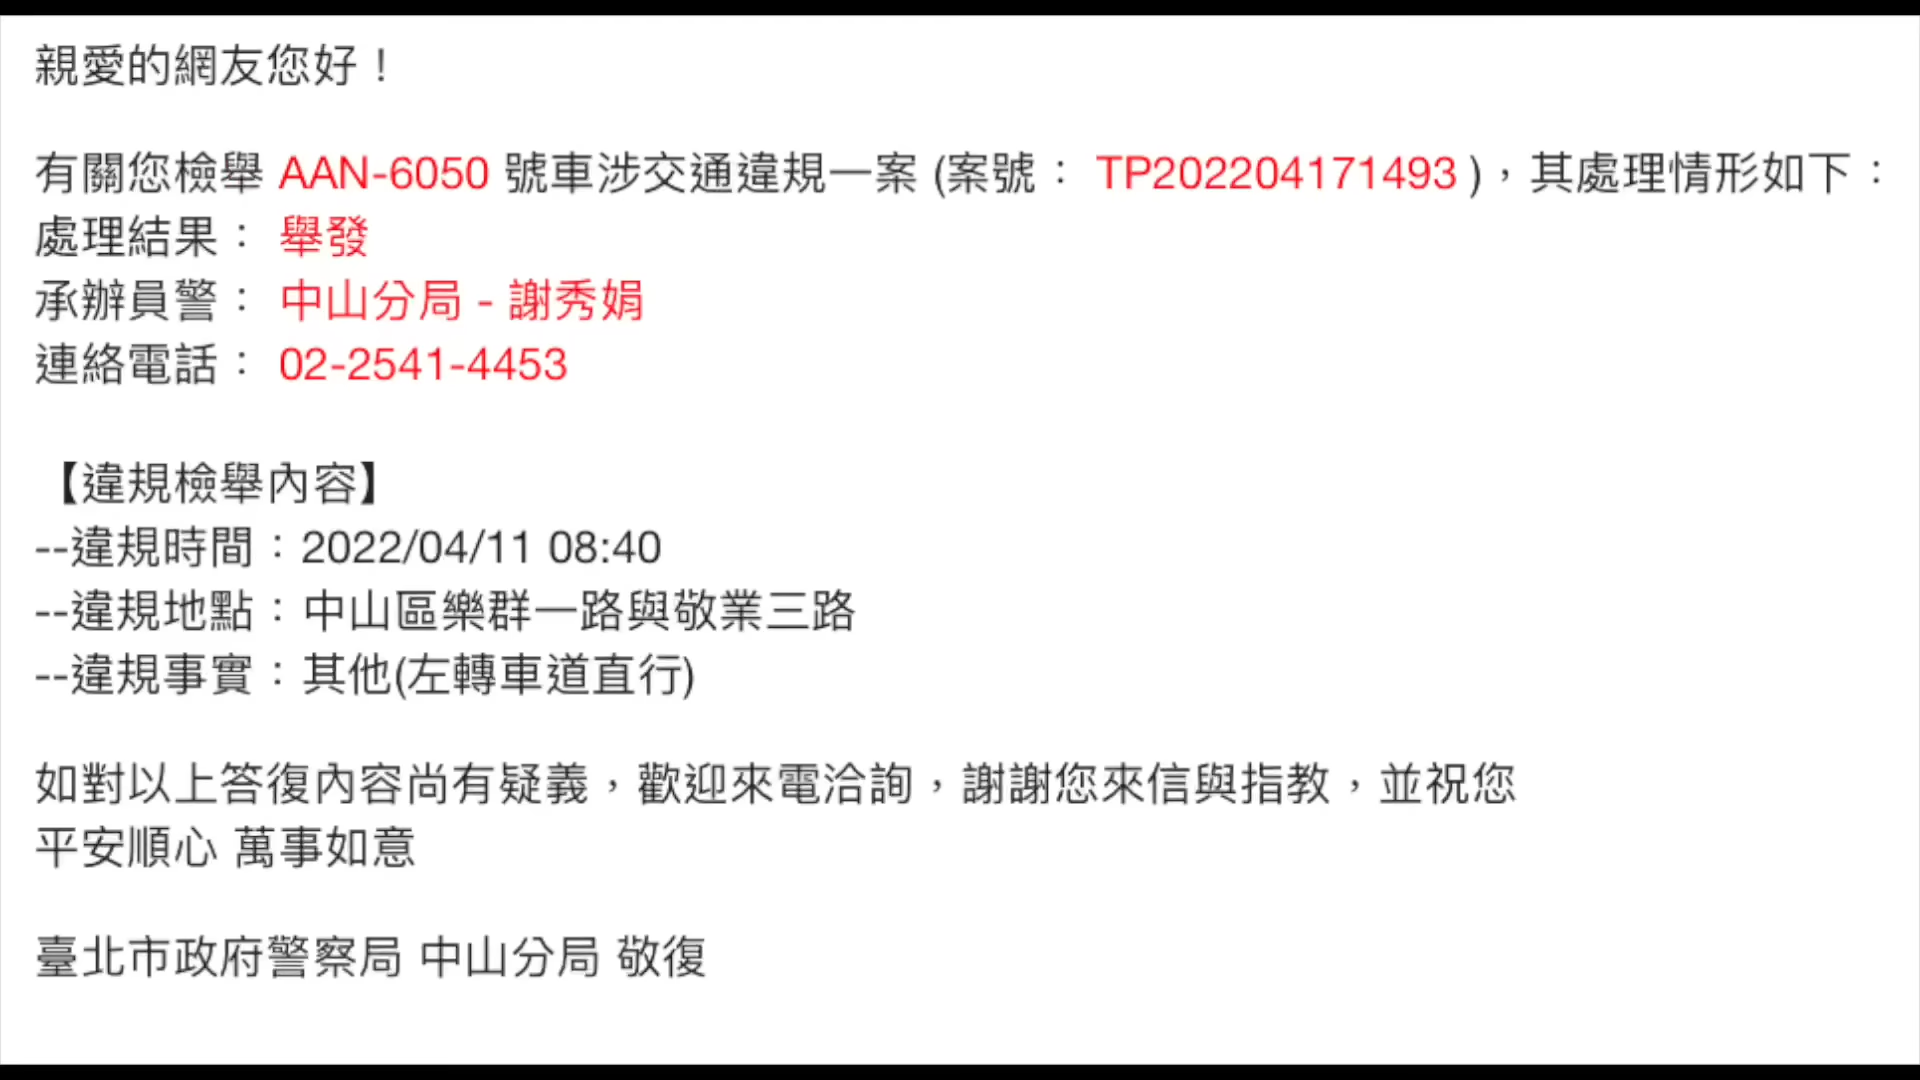 親愛的網友您好！
有關您檢舉 AAN-6050 號車涉交通違規一案 (案號： TP202204171493 )，其處理情形如下：
處理結果： 舉發
承辦員警： 中山分局 - 謝秀娟
連絡電話： 02-2541-4453
【違規檢舉內容】
--違規時間：2022/04/11 08:40
--違規地點：中山區樂群一路與敬業三路
--違規事實：其他(左轉車道直行)
如對以上答復內容尚有疑義，歡迎來電洽詢，謝謝您來信與指教，並祝您
平安順心 萬事如意
臺北市政府警察局 中山分局 敬復